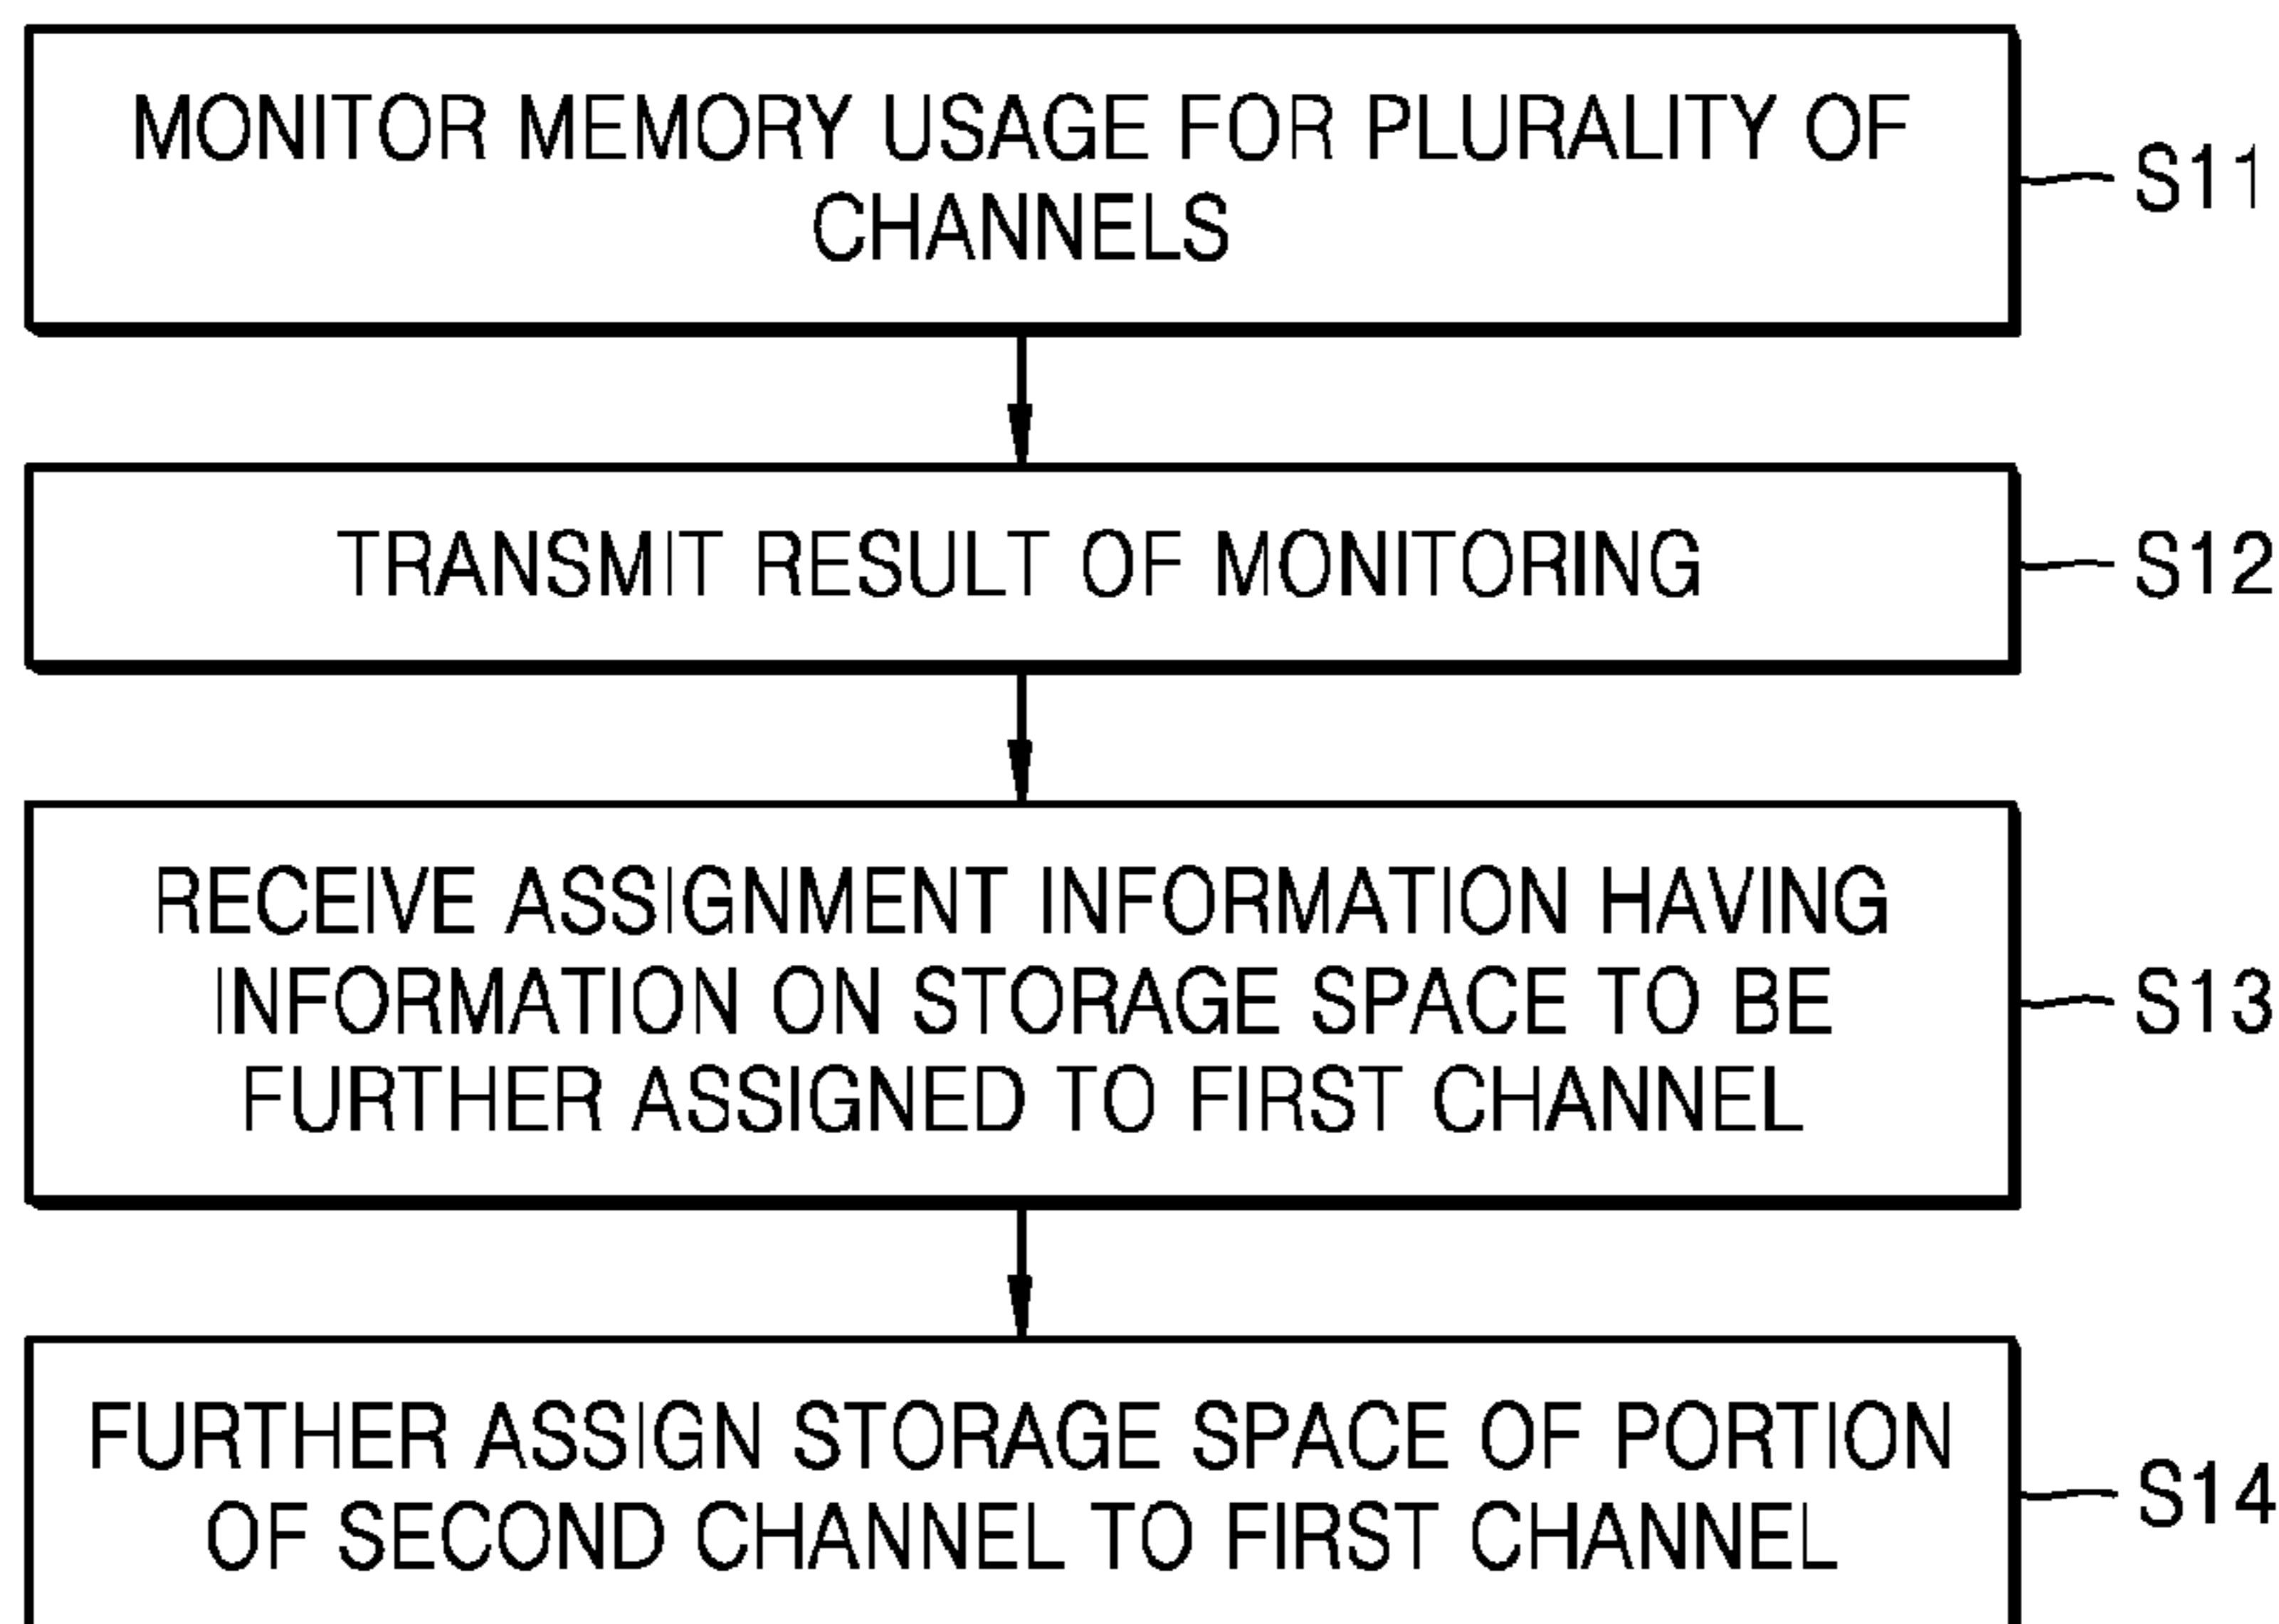 MONITOR MEMORY USAGE FOR PLURALITY OF
CHANNELS
S11
TRANSMIT RESULT OF MONITORING
S12
RECEIVE ASSIGNMENT INFORMATION HAVING
INFORMATION ON STORAGE SPACE TO BE
FURTHER ASSIGNED TO FIRST CHANNEL
S13
FURTHER ASSIGN STORAGE SPACE OF PORTION
OF SECOND CHANNEL TO FIRST CHANNEL
S14